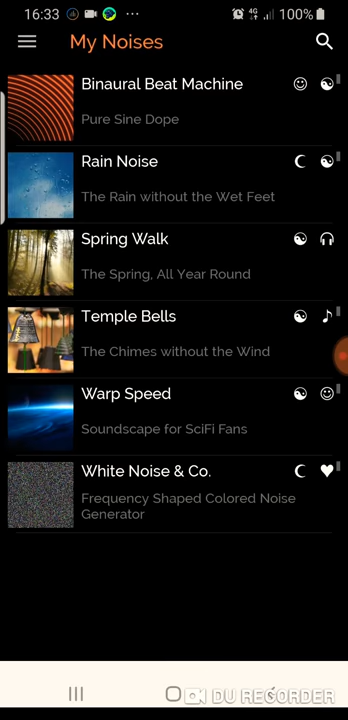 16:33 4G 100%
My Noises
Binaural Beat Machine
Pure Sine Dope
Rain Noise
The Rain without the Wet Feet
Spring Walk
The Spring, All Year Round
Temple Bells
The Chimes without the Wind
Warp Speed
Soundscape for SciFi Fans
White Noise & Co.
Frequency Shaped Colored Noise
Generator
DU RECORDER